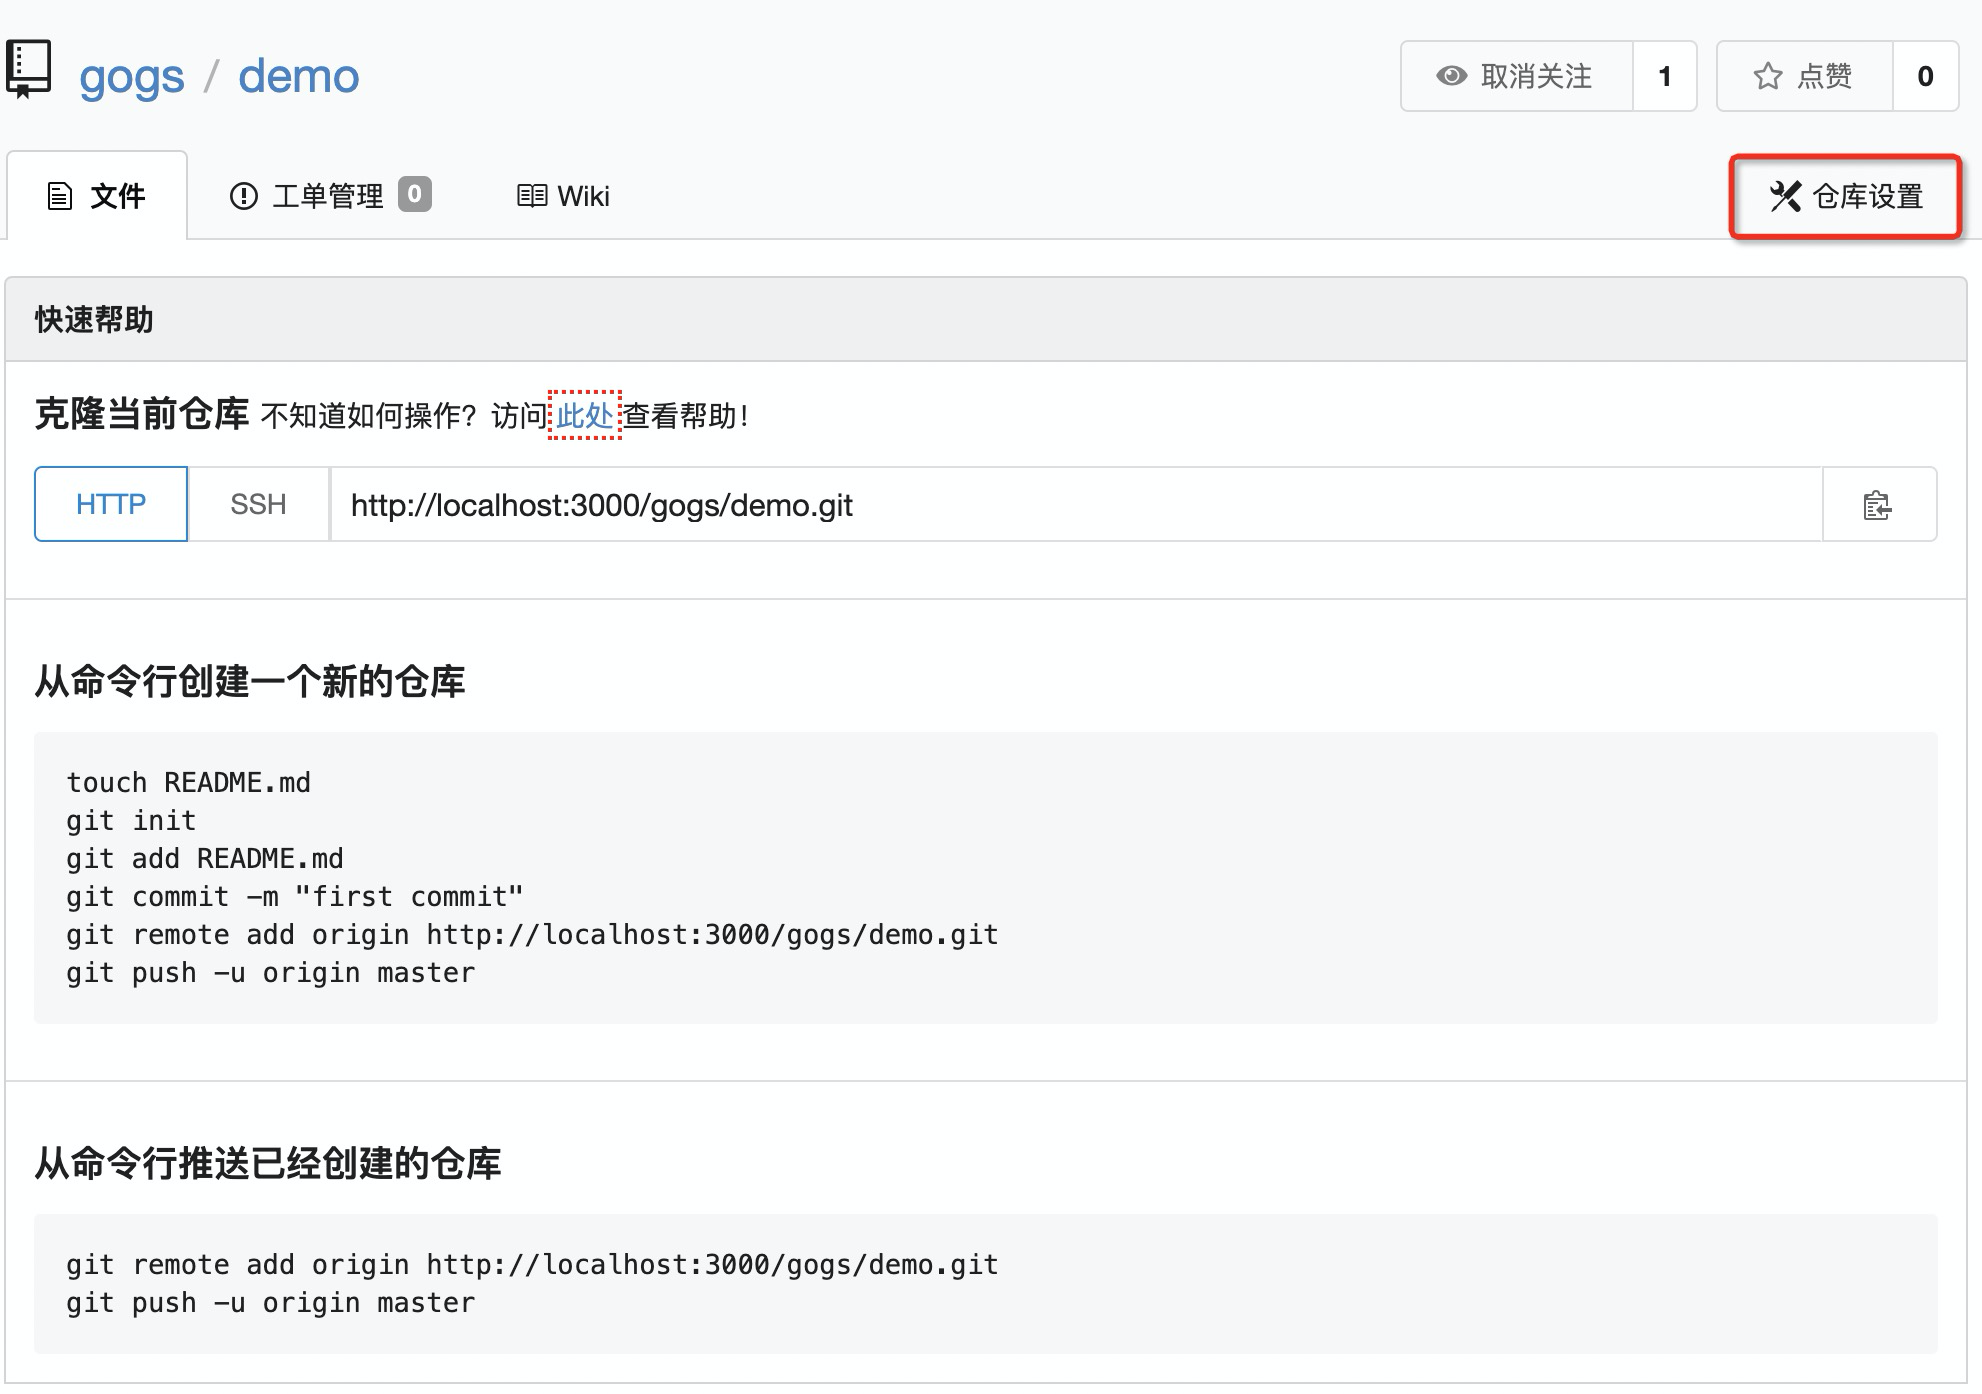 gogs / demo
取消关注 1 点赞 0
文件 工单管理 0 Wiki 仓库设置
快速帮助
克隆当前仓库 不知道如何操作？访问此处查看帮助！
HTTP SSH http://localhost:3000/gogs/demo.git
从命令行创建一个新的仓库
touch README.md
git init
git add README.md
git commit -m "first commit"
git remote add origin http://localhost:3000/gogs/demo.git
git push -u origin master
从命令行推送已经创建的仓库
git remote add origin http://localhost:3000/gogs/demo.git
git push -u origin master